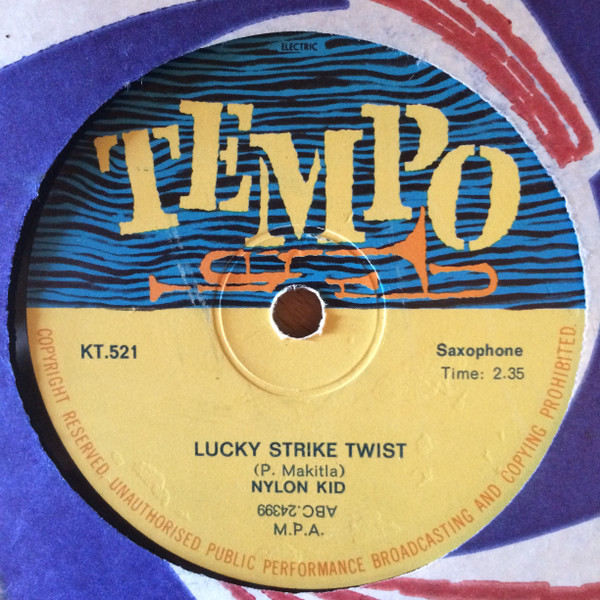 ELECTRIC
TEMPO
KT.521
Saxophone
Time: 2.35
LUCKY STRIKE TWIST
(P. Makitla)
NYLON KID
ABC.24399
M.P.A.
COPYRIGHT RESERVED. UNAUTHORISED PUBLIC PERFORMANCE BROADCASTING AND COPYING PROHIBITED.